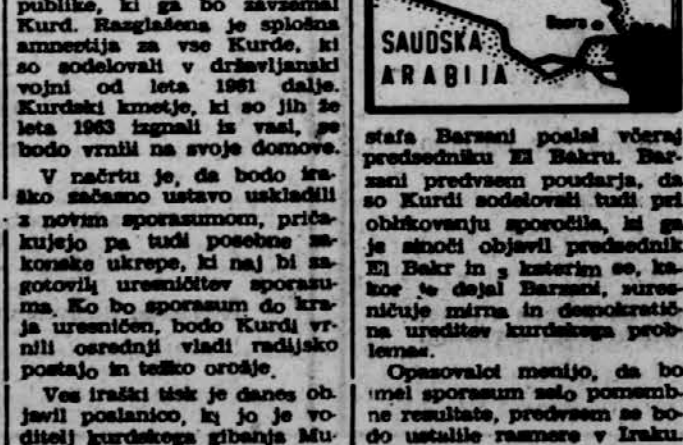 publike, ki ga bo zavzemal
Kurd. Razglašena je splošna
amnestija za vse Kurde, ki
so sodelovali v državljanski
vojni od leta 1961 dalje.
Kurdski kmetje, ki so jih že
leta 1963 izgnali iz vasi, se
bodo vrnili na svoje domove.
V načrtu je, da bodo ira-
ško začasno ustavo uskladili
z novim sporazumom, priča-
kujejo pa tudi posebne za-
konske ukrepe, ki naj bi za-
gotovili uresničitev sporazu-
ma. Ko bo sporazum do kra-
ja uresničen, bodo Kurdi vr-
nili osrednji vladi radijsko
postajo in težko orožje.
Ves iraški tisk je danes ob-
javil poslanico, ki jo je vo-
ditelj kurdskega gibanja Mu-
SAUDSKA
ARABIJA
stafa Barzani poslal včeraj
predsedniku El Bakru. Bar-
zani predvsem poudarja, da
so Kurdi sodelovali tudi pri
oblikovanju sporočila, ki ga
je sinoči objavil predsednik
El Bakr in s katerim se, ka-
kor je dejal Barzani, »ures-
ničuje mirna in demokratič-
na ureditev kurdskega prob-
lema«.
Opazovalci menijo, da bo
imel sporazum zelo pomemb-
ne rezultate, predvsem se bo-
do ustalile razmere v Iraku